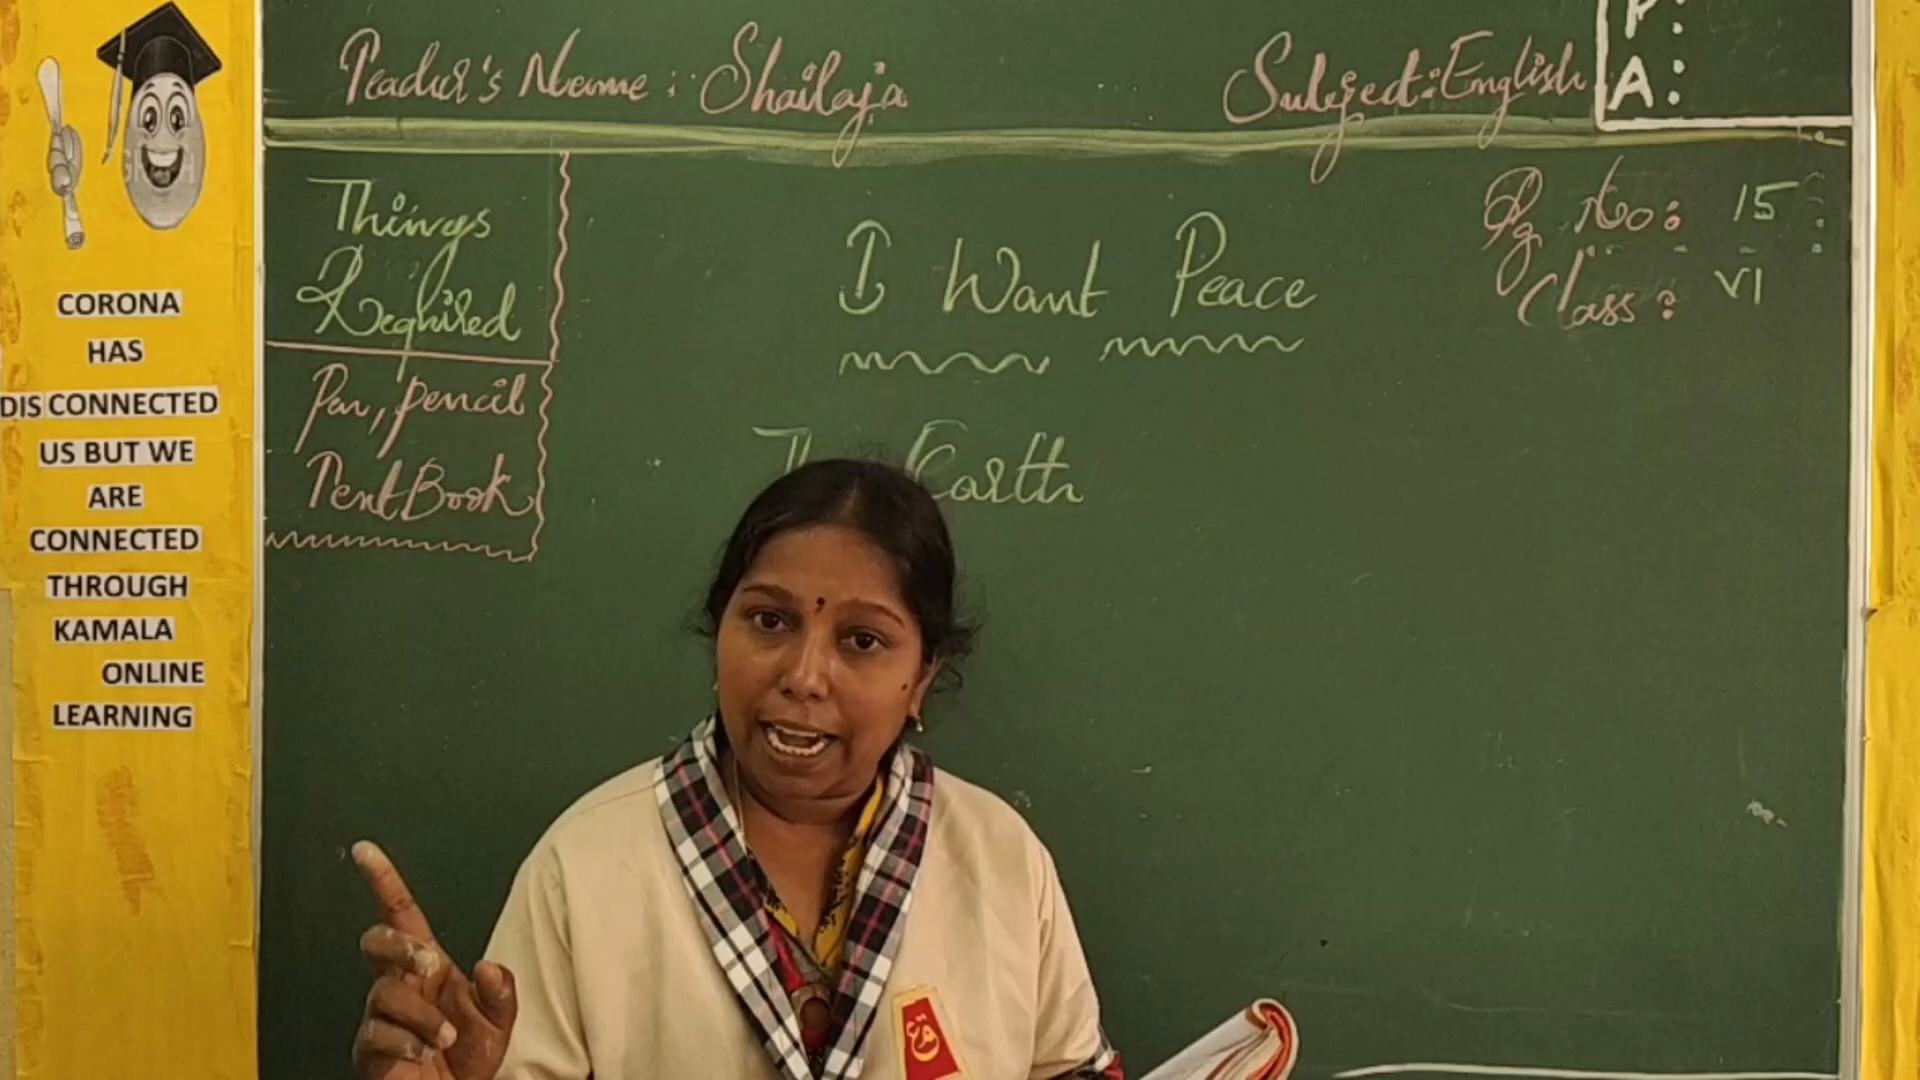 Teacher's Name : Shailaja
Subject : English
P :
A :
Things
Required
Pen, pencil
Text Book
I Want Peace
The Earth
Pg No : 15
Class : VI
CORONA
HAS
DIS CONNECTED
US BUT WE
ARE
CONNECTED
THROUGH
KAMALA
ONLINE
LEARNING